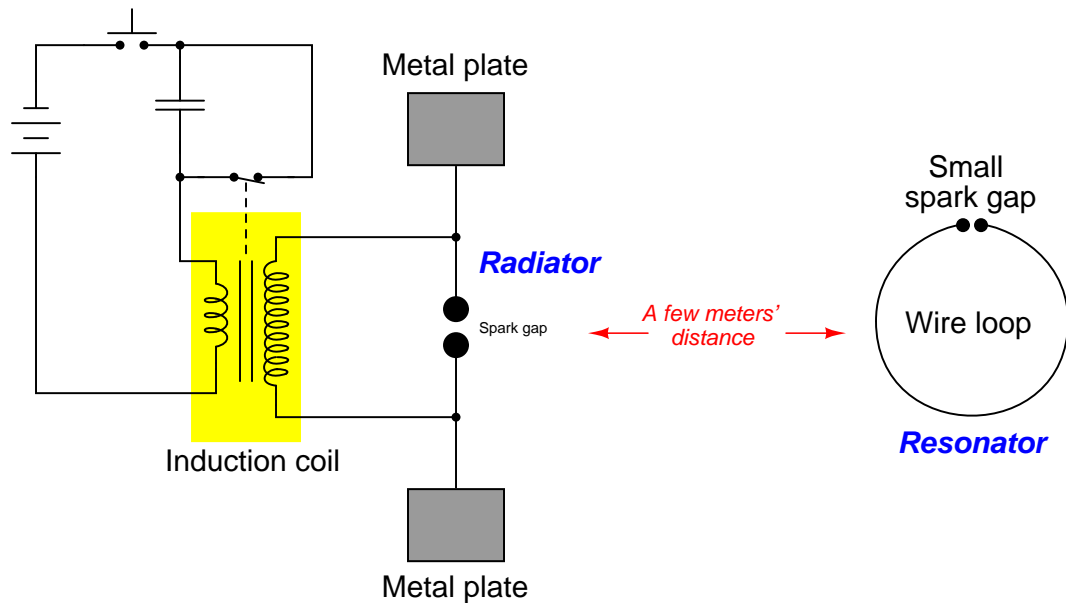 Metal plate
Radiator
Spark gap
Induction coil
Metal plate
A few meters’
distance
Small
spark gap
Wire loop
Resonator